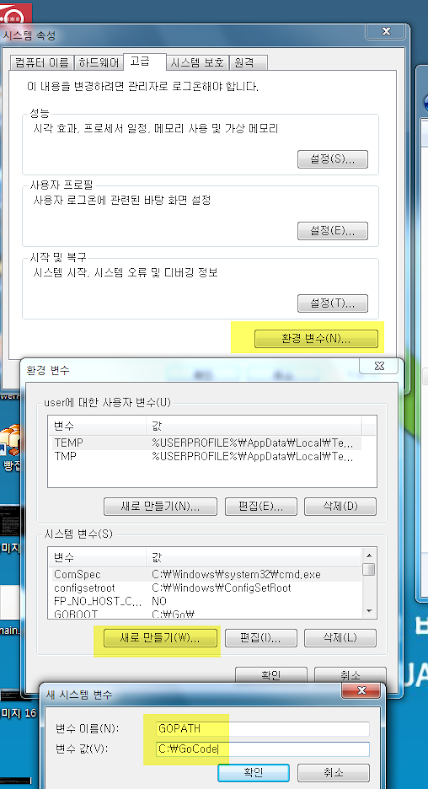 시스템 속성
컴퓨터 이름 하드웨어 고급 시스템 보호 원격
이 내용을 변경하려면 관리자로 로그온해야 합니다.
성능
시각 효과, 프로세서 일정, 메모리 사용 및 가상 메모리
설정(S)...
사용자 프로필
사용자 로그온에 관련된 바탕 화면 설정
설정(E)...
시작 및 복구
시스템 시작, 시스템 오류 및 디버깅 정보
설정(T)...
환경 변수(N)...
환경 변수
user에 대한 사용자 변수(U)
변수 값
TEMP %USERPROFILE%₩AppData₩Local₩Te...
TMP %USERPROFILE%₩AppData₩Local₩Te...
새로 만들기(N)... 편집(E)... 삭제(D)
시스템 변수(S)
변수 값
ComSpec C:₩Windows₩system32₩cmd.exe
configsetroot C:₩Windows₩ConfigSetRoot
FP_NO_HOST_C... NO
GOROOT C:₩Go₩
새로 만들기(W)... 편집(I)... 삭제(L)
확인 취소
미지 16
새 시스템 변수
변수 이름(N): GOPATH
변수 값(V): C:₩GoCode
확인 취소